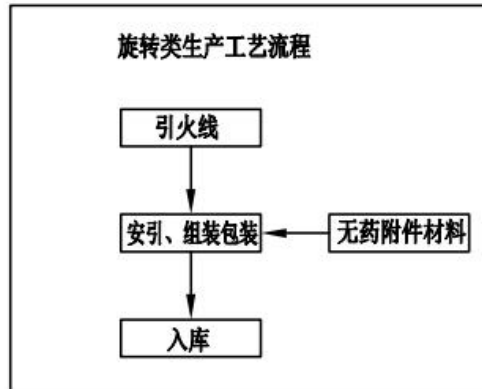 旋转类生产工艺流程
引火线
安引、组装包装
无药附件材料
入库